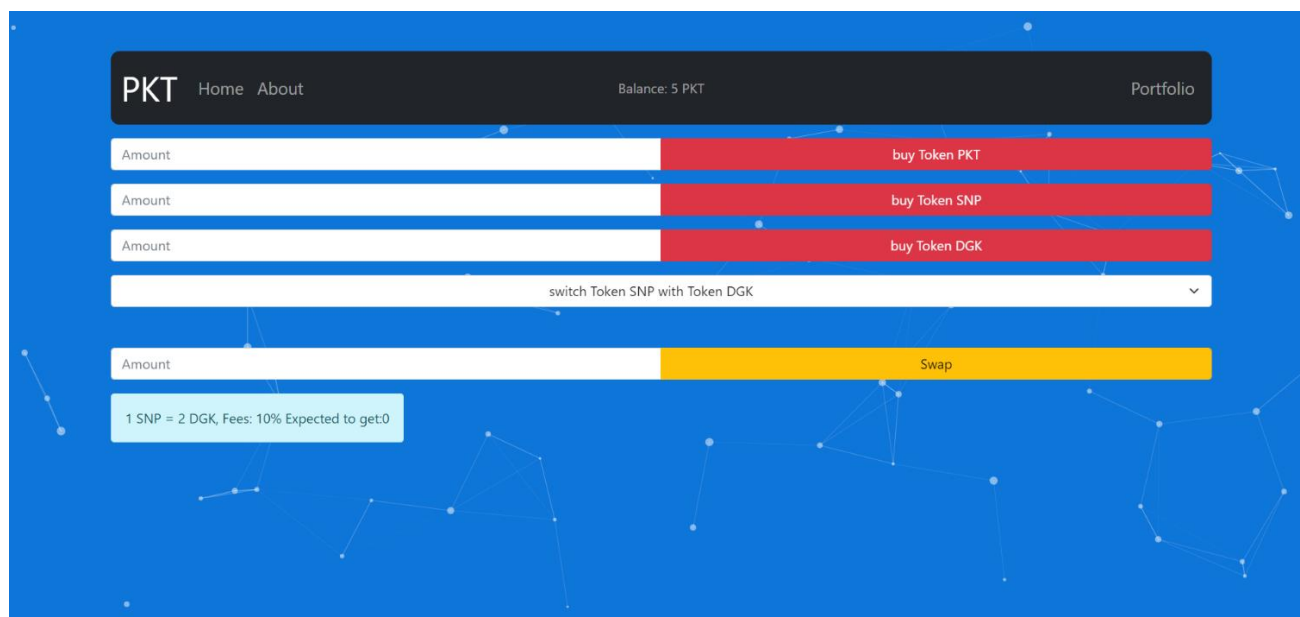 PKT Home About Balance: 5 PKT Portfolio
Amount buy Token PKT
Amount buy Token SNP
Amount buy Token DGK
switch Token SNP with Token DGK
Amount Swap
1 SNP = 2 DGK, Fees: 10% Expected to get:0